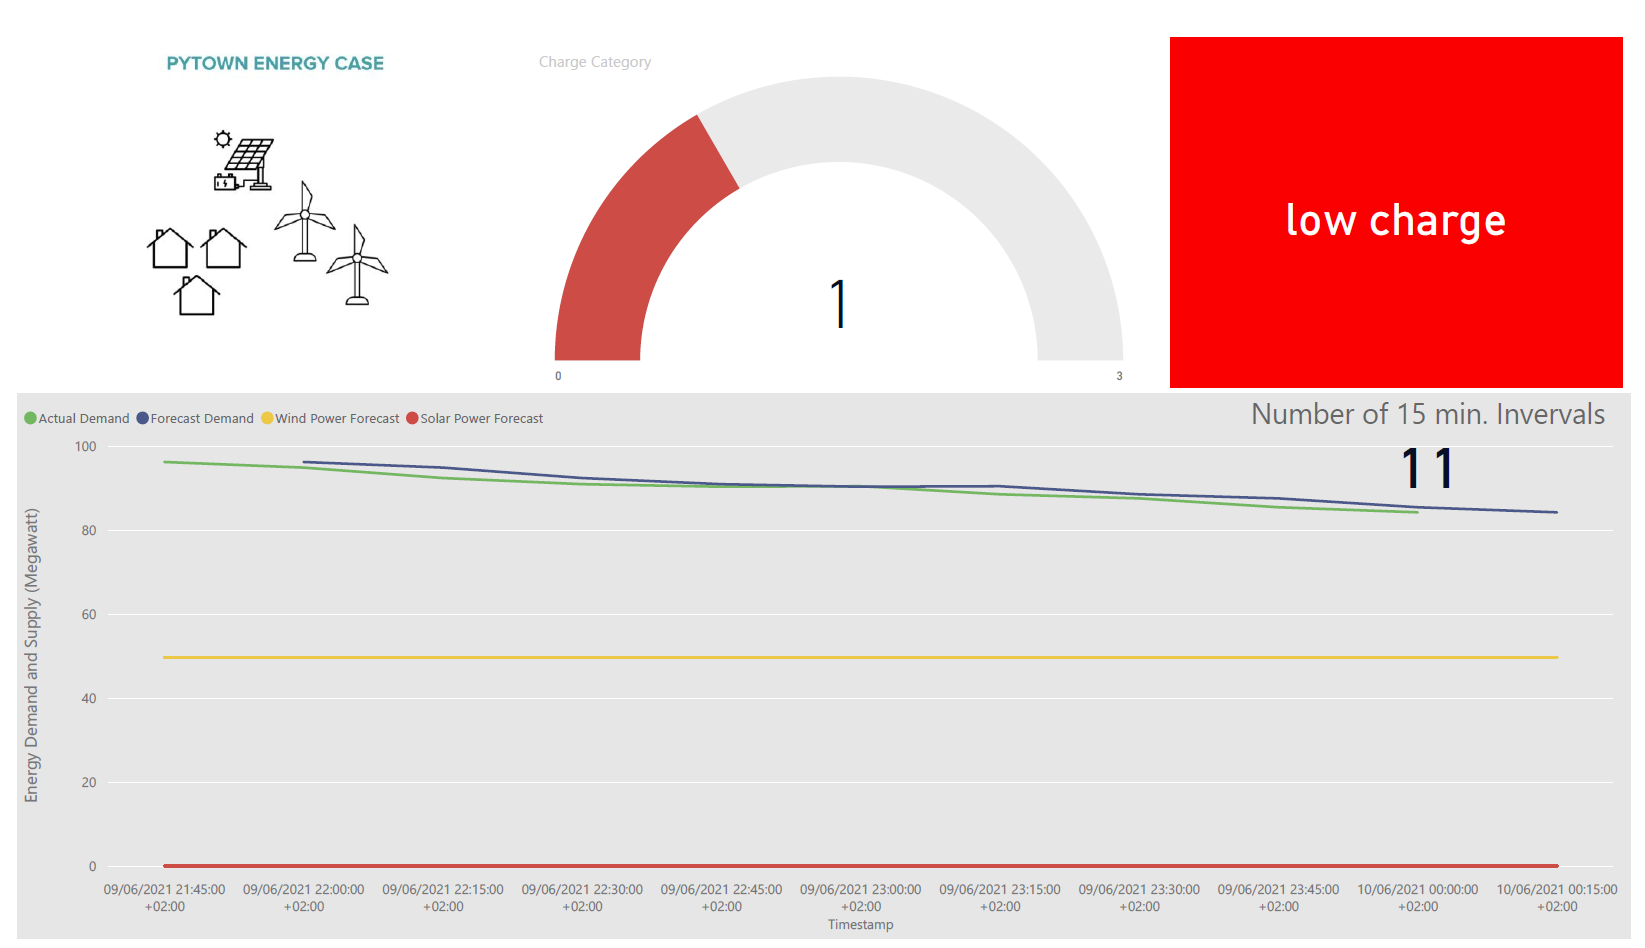 PYTOWN ENERGY CASE
Charge Category
1
0
3
low charge
Actual Demand Forecast Demand Wind Power Forecast Solar Power Forecast
Number of 15 min. Invervals
11
Energy Demand and Supply (Megawatt)
100
80
60
40
20
0
09/06/2021 21:45:00 +02:00
09/06/2021 22:00:00 +02:00
09/06/2021 22:15:00 +02:00
09/06/2021 22:30:00 +02:00
09/06/2021 22:45:00 +02:00
09/06/2021 23:00:00 +02:00
09/06/2021 23:15:00 +02:00
09/06/2021 23:30:00 +02:00
09/06/2021 23:45:00 +02:00
10/06/2021 00:00:00 +02:00
10/06/2021 00:15:00 +02:00
Timestamp